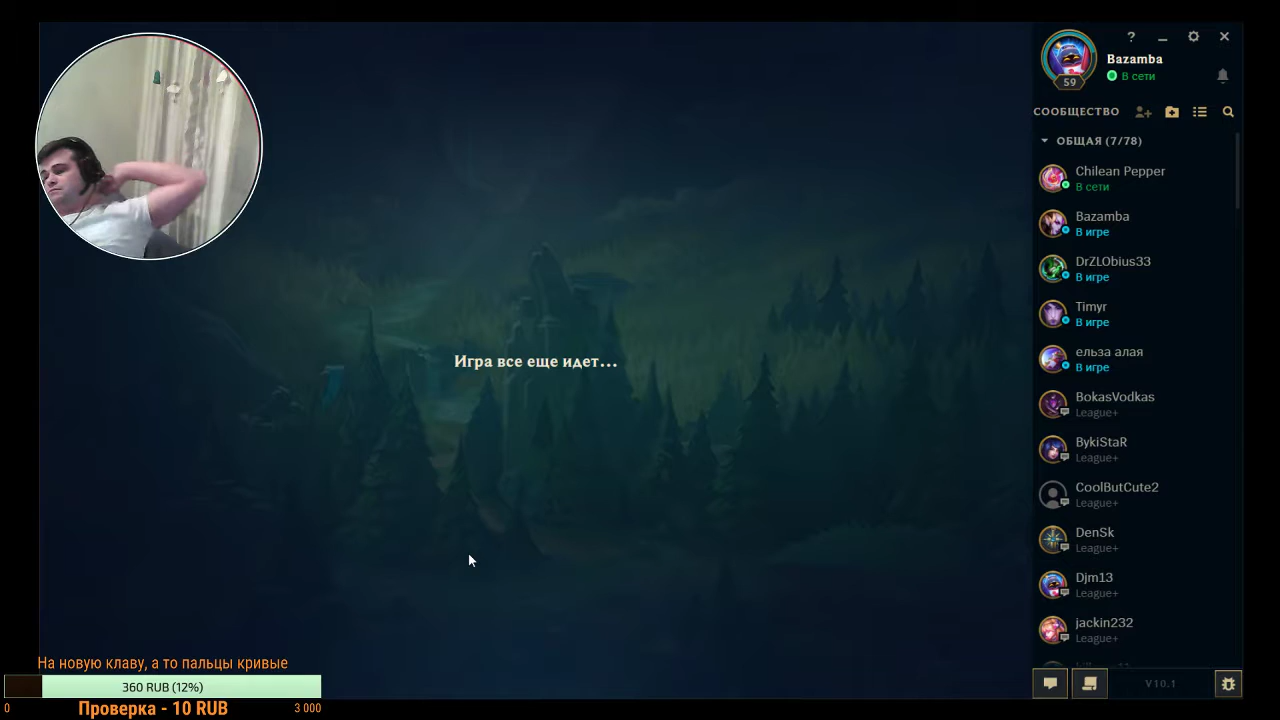 Bazamba
59
В сети
СООБЩЕСТВО
ОБЩАЯ (7/78)
Chilean Pepper
В сети
Bazamba
В игре
DrZLObius33
В игре
Timyr
В игре
ельза алая
В игре
BokasVodkas
League+
BykiStaR
League+
CoolButCute2
League+
DenSk
League+
Djm13
League+
jackin232
League+
V10.1
Игра все еще идет...
На новую клаву, а то пальцы кривые
360 RUB (12%)
0
Проверка - 10 RUB
3 000